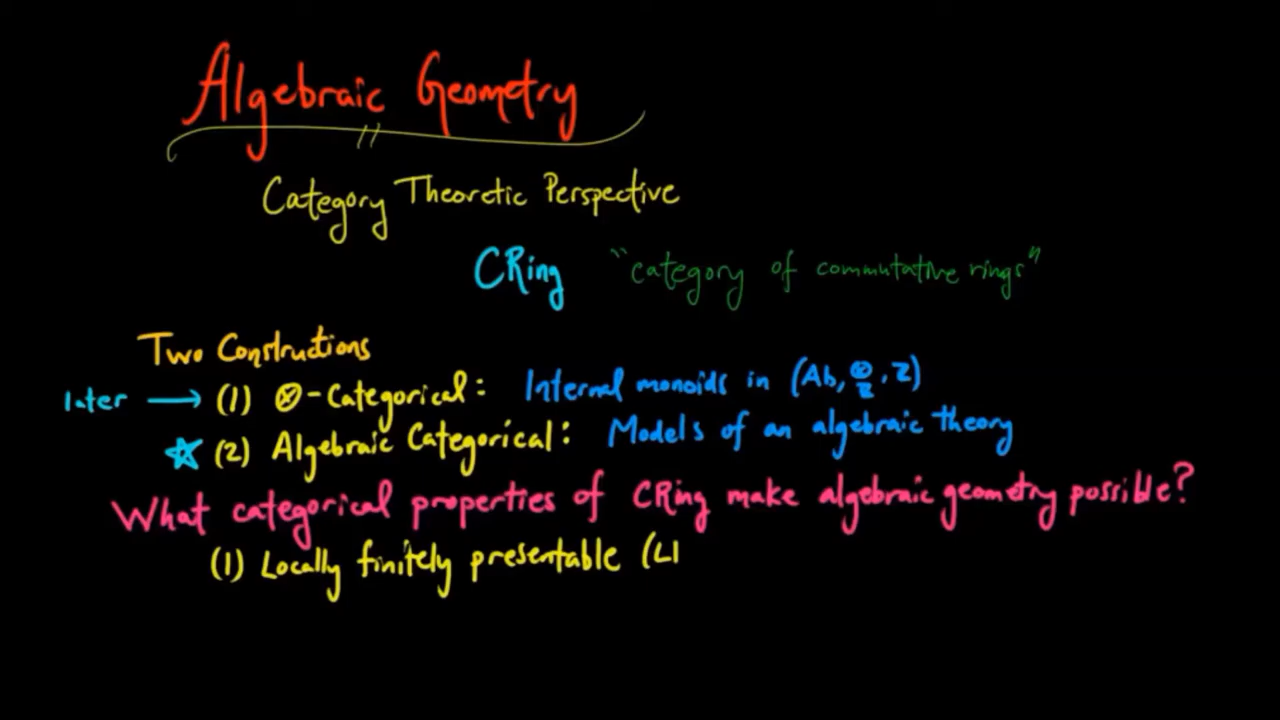 Algebraic Geometry
Category Theoretic Perspective
CRing "category of commutative rings"
Two Constructions
later → (1) ⊗-Categorical: Internal monoids in (Ab, ⊗_Z, Z)
☆ (2) Algebraic Categorical: Models of an algebraic theory
What categorical properties of CRing make algebraic geometry possible?
(1) Locally finitely presentable (LI